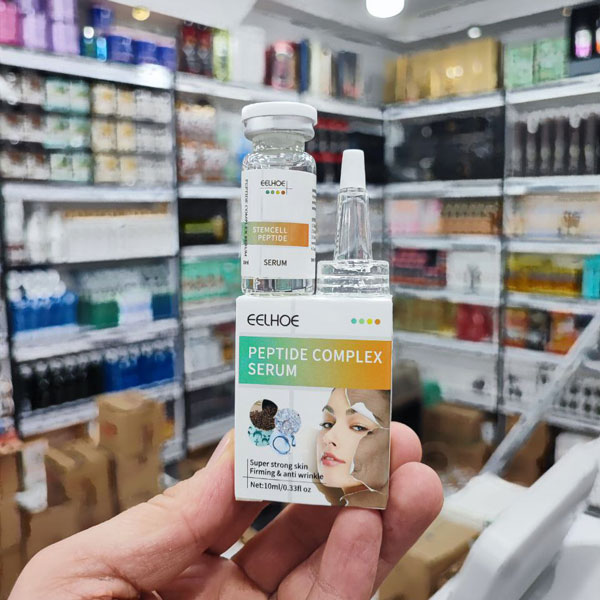 EELHOE
STEMCELL
PEPTIDE
SERUM
EELHOE
PEPTIDE COMPLEX
SERUM
Super strong skin
Firming & anti wrinkle
Net:10ml/0.33fl oz